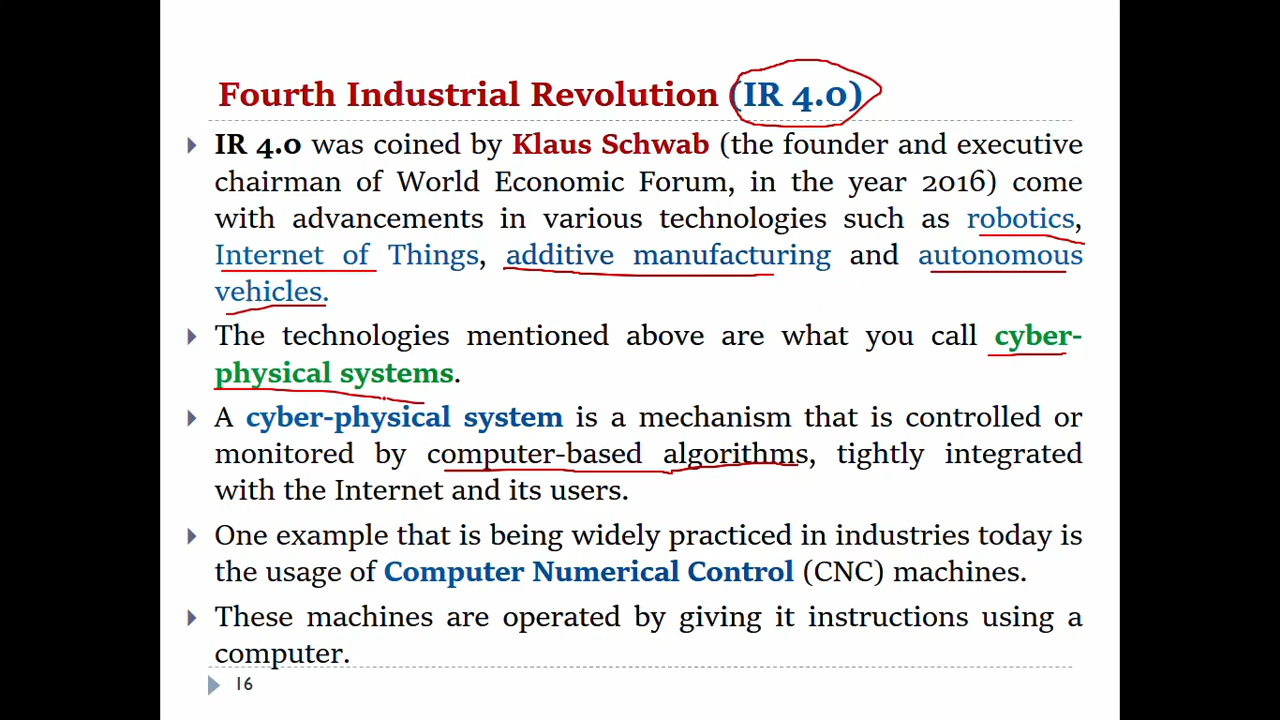 Fourth Industrial Revolution (IR 4.0)
IR 4.0 was coined by Klaus Schwab (the founder and executive
chairman of World Economic Forum, in the year 2016) come
with advancements in various technologies such as robotics,
Internet of Things, additive manufacturing and autonomous
vehicles.
The technologies mentioned above are what you call cyber-
physical systems.
A cyber-physical system is a mechanism that is controlled or
monitored by computer-based algorithms, tightly integrated
with the Internet and its users.
One example that is being widely practiced in industries today is
the usage of Computer Numerical Control (CNC) machines.
These machines are operated by giving it instructions using a
computer.
16